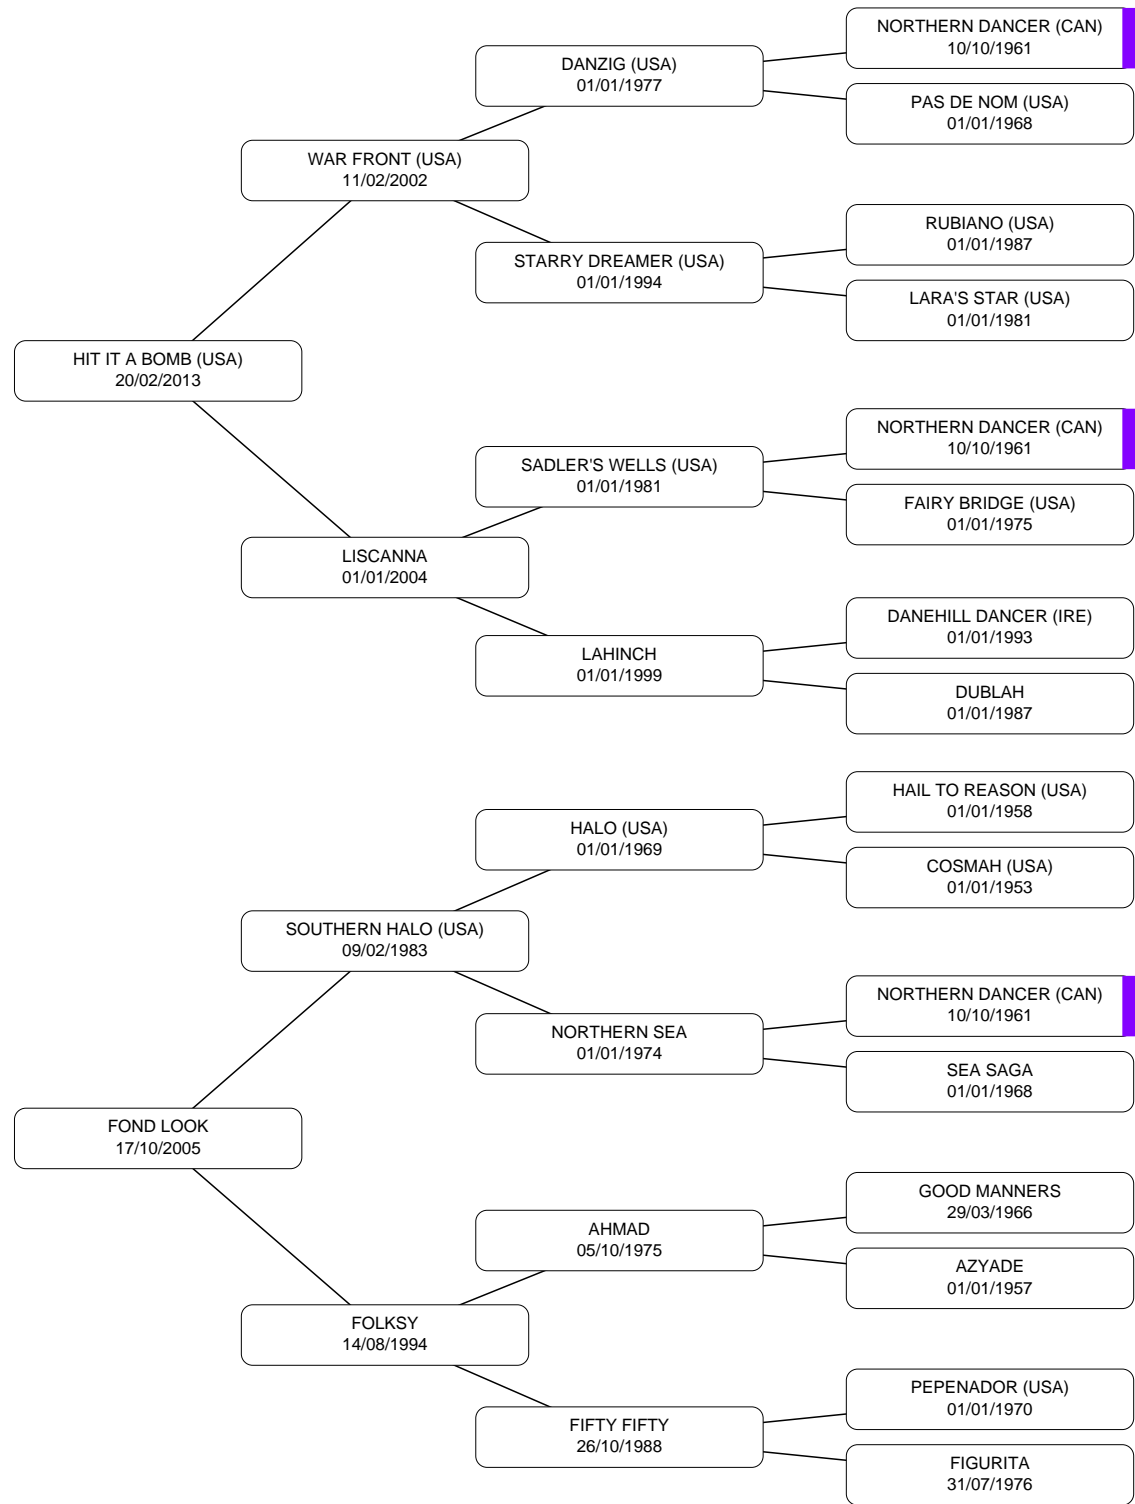 NORTHERN DANCER (CAN)
10/10/1961
DANZIG (USA)
01/01/1977
PAS DE NOM (USA)
01/01/1968
WAR FRONT (USA)
11/02/2002
RUBIANO (USA)
01/01/1987
STARRY DREAMER (USA)
01/01/1994
LARA'S STAR (USA)
01/01/1981
HIT IT A BOMB (USA)
20/02/2013
NORTHERN DANCER (CAN)
10/10/1961
SADLER'S WELLS (USA)
01/01/1981
FAIRY BRIDGE (USA)
01/01/1975
LISCANNA
01/01/2004
DANEHILL DANCER (IRE)
01/01/1993
LAHINCH
01/01/1999
DUBLAH
01/01/1987
HAIL TO REASON (USA)
01/01/1958
HALO (USA)
01/01/1969
COSMAH (USA)
01/01/1953
SOUTHERN HALO (USA)
09/02/1983
NORTHERN DANCER (CAN)
10/10/1961
NORTHERN SEA
01/01/1974
SEA SAGA
01/01/1968
FOND LOOK
17/10/2005
GOOD MANNERS
29/03/1966
AHMAD
05/10/1975
AZYADE
01/01/1957
FOLKSY
14/08/1994
PEPENADOR (USA)
01/01/1970
FIFTY FIFTY
26/10/1988
FIGURITA
31/07/1976